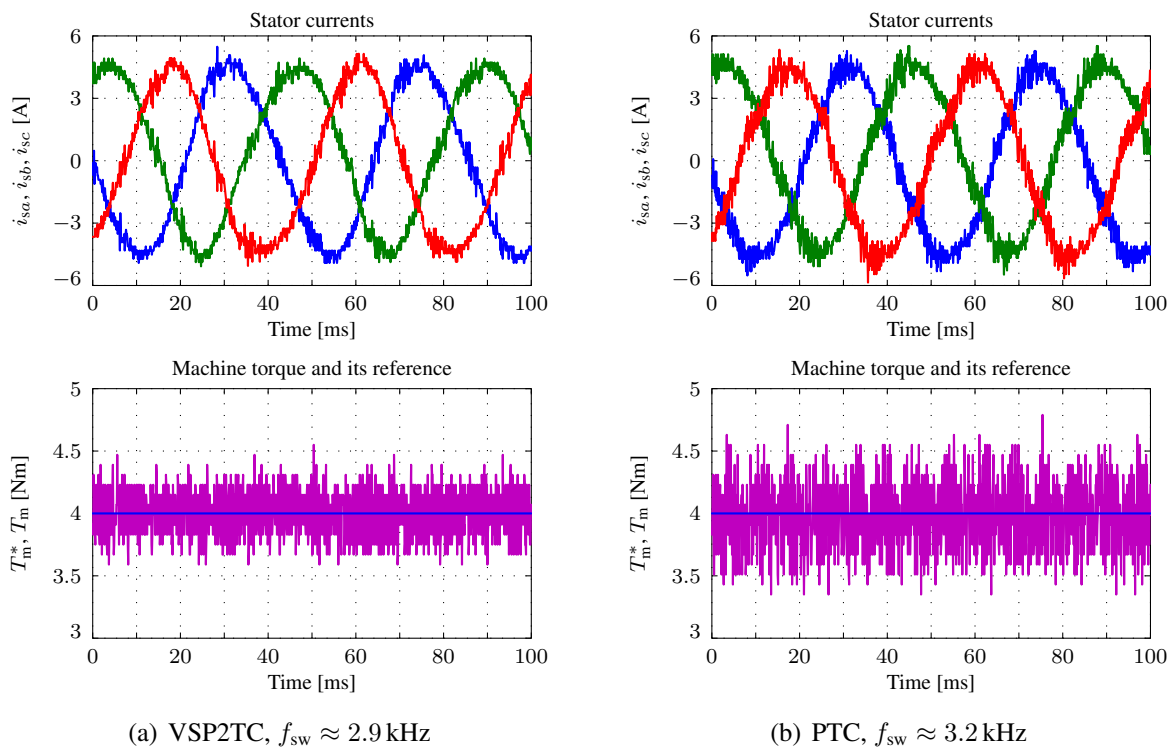 Stator currents
6
3
0
−3
−6
i_sa, i_sb, i_sc [A]
0 20 40 60 80 100
Time [ms]
Machine torque and its reference
5
4.5
4
3.5
3
T*_m, T_m [Nm]
0 20 40 60 80 100
Time [ms]
(a) VSP2TC, f_sw ≈ 2.9 kHz
Stator currents
6
3
0
−3
−6
i_sa, i_sb, i_sc [A]
0 20 40 60 80 100
Time [ms]
Machine torque and its reference
5
4.5
4
3.5
3
T*_m, T_m [Nm]
0 20 40 60 80 100
Time [ms]
(b) PTC, f_sw ≈ 3.2 kHz